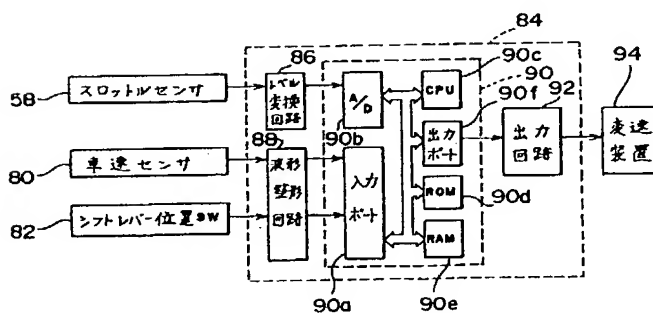 84
86
90c
90
94
58
スロットルセンサ
レベル
変換
回路
A/D
CPU
90f
92
88
90b
出力
ポート
出力
回路
変速
装置
80
車速センサ
波形
整形
回路
入力
ポート
ROM
90d
82
シフトレバー位置SW
RAM
90a
90e